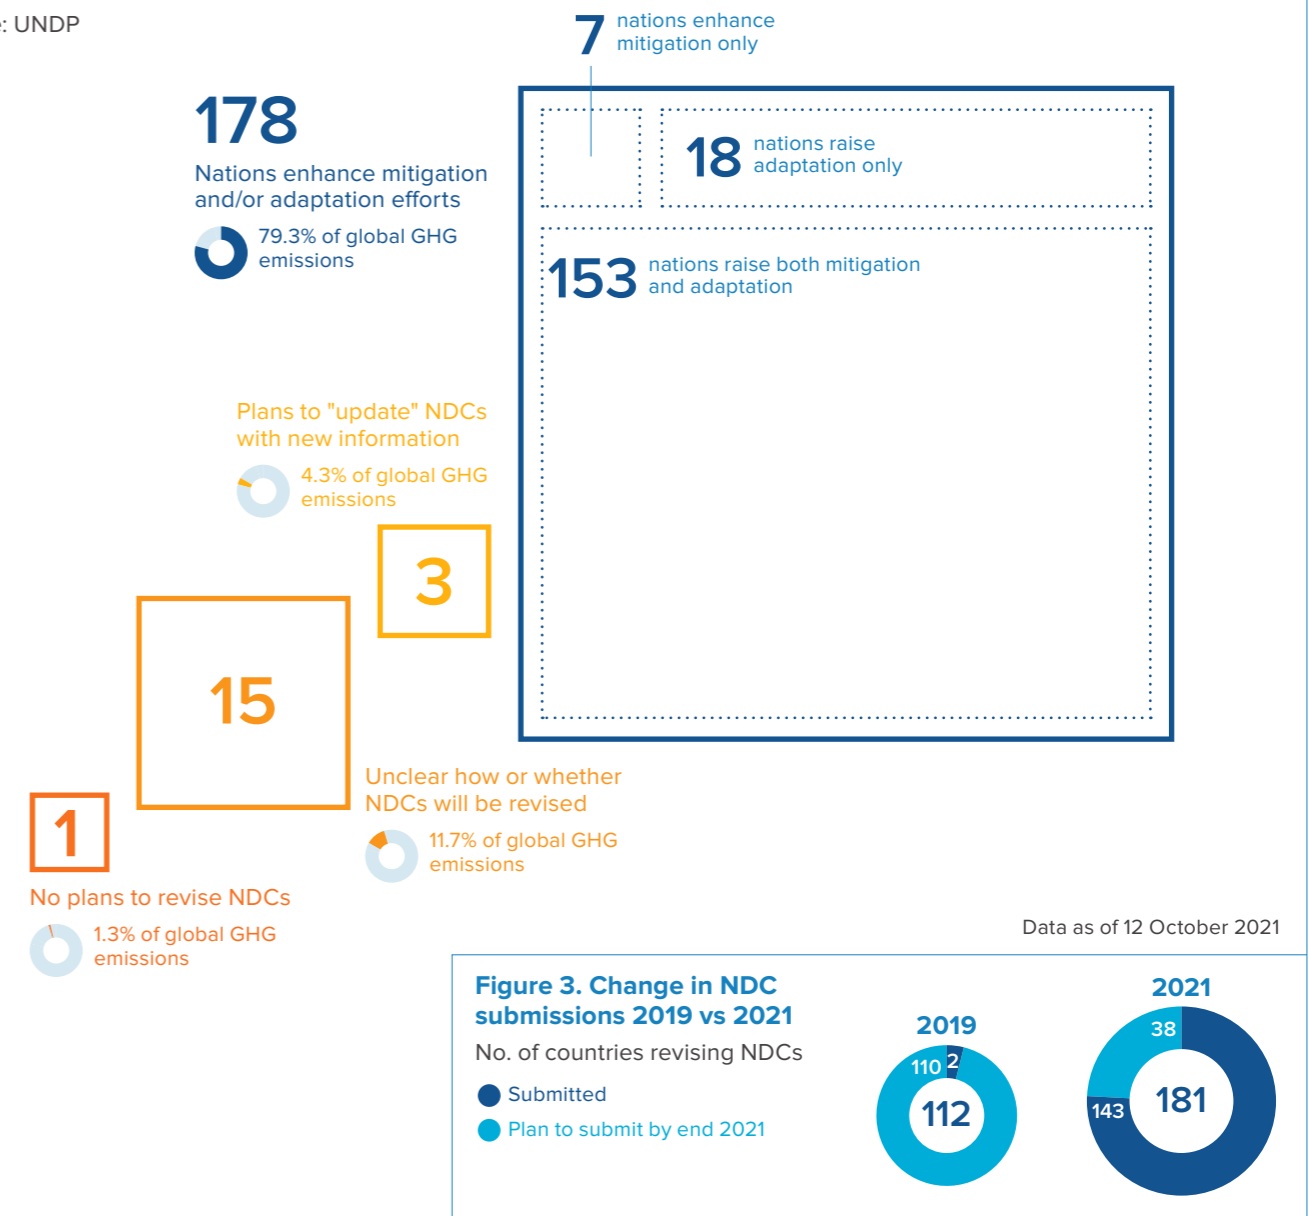 : UNDP
7
nations enhance
mitigation only
178
Nations enhance mitigation
and/or adaptation efforts
79.3% of global GHG
emissions
18
nations raise
adaptation only
153
nations raise both mitigation
and adaptation
Plans to "update" NDCs
with new information
4.3% of global GHG
emissions
3
15
Unclear how or whether
NDCs will be revised
11.7% of global GHG
emissions
1
No plans to revise NDCs
1.3% of global GHG
emissions
Data as of 12 October 2021
Figure 3. Change in NDC
submissions 2019 vs 2021
No. of countries revising NDCs
Submitted
Plan to submit by end 2021
2019
110
2
112
2021
38
143
181